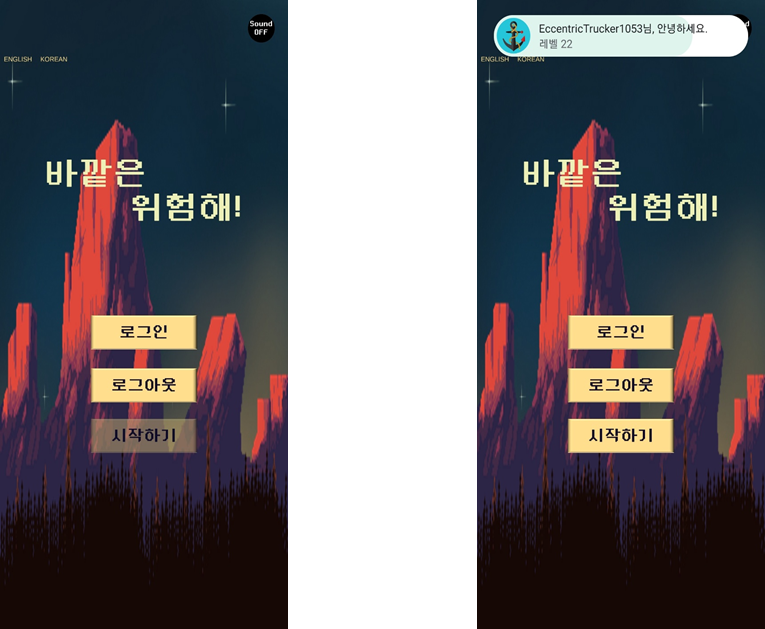 Sound
OFF
ENGLISH KOREAN
바깥은
위험해!
로그인
로그아웃
시작하기
EccentricTrucker1053님, 안녕하세요.
레벨 22
nd
ENGLISH KOREAN
바깥은
위험해!
로그인
로그아웃
시작하기